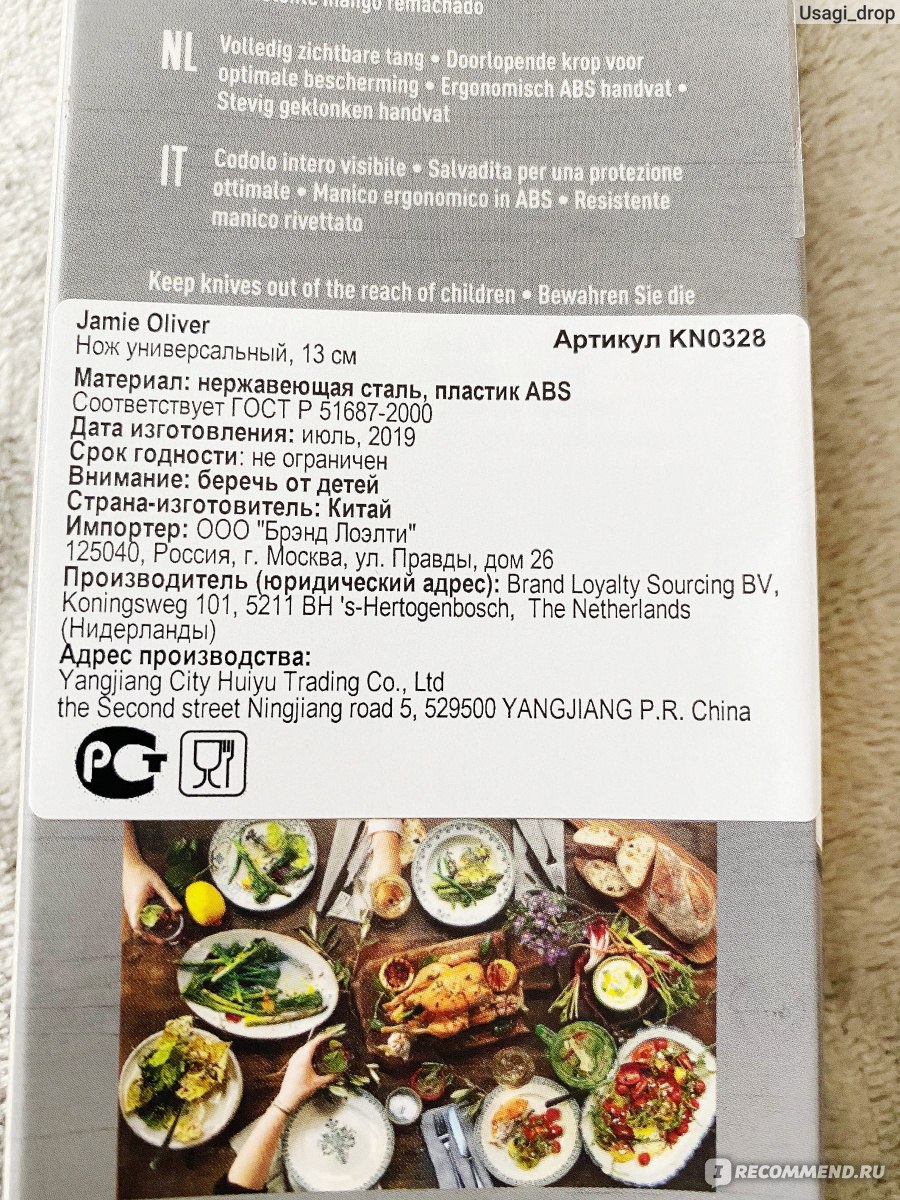 Usagi_drop
mango remachado
NL
Volledig zichtbare tang • Doorlopende krop voor
optimale bescherming • Ergonomisch ABS handvat •
Stevig geklonken handvat
IT
Codolo intero visibile • Salvadita per una protezione
ottimale • Manico ergonomico in ABS • Resistente
manico rivettato
Keep knives out of the reach of children • Bewahren Sie die
Jamie Oliver
Артикул KN0328
Нож универсальный, 13 см
Материал: нержавеющая сталь, пластик ABS
Соответствует ГОСТ Р 51687-2000
Дата изготовления: июль, 2019
Срок годности: не ограничен
Внимание: беречь от детей
Страна-изготовитель: Китай
Импортер: ООО "Брэнд Лоэлти"
125040, Россия, г. Москва, ул. Правды, дом 26
Производитель (юридический адрес): Brand Loyalty Sourcing BV,
Koningsweg 101, 5211 BH 's-Hertogenbosch, The Netherlands
(Нидерланды)
Адрес производства:
Yangjiang City Huiyu Trading Co., Ltd
the Second street Ningjiang road 5, 529500 YANGJIANG P.R. China
РСТ
I RECOMMEND.RU